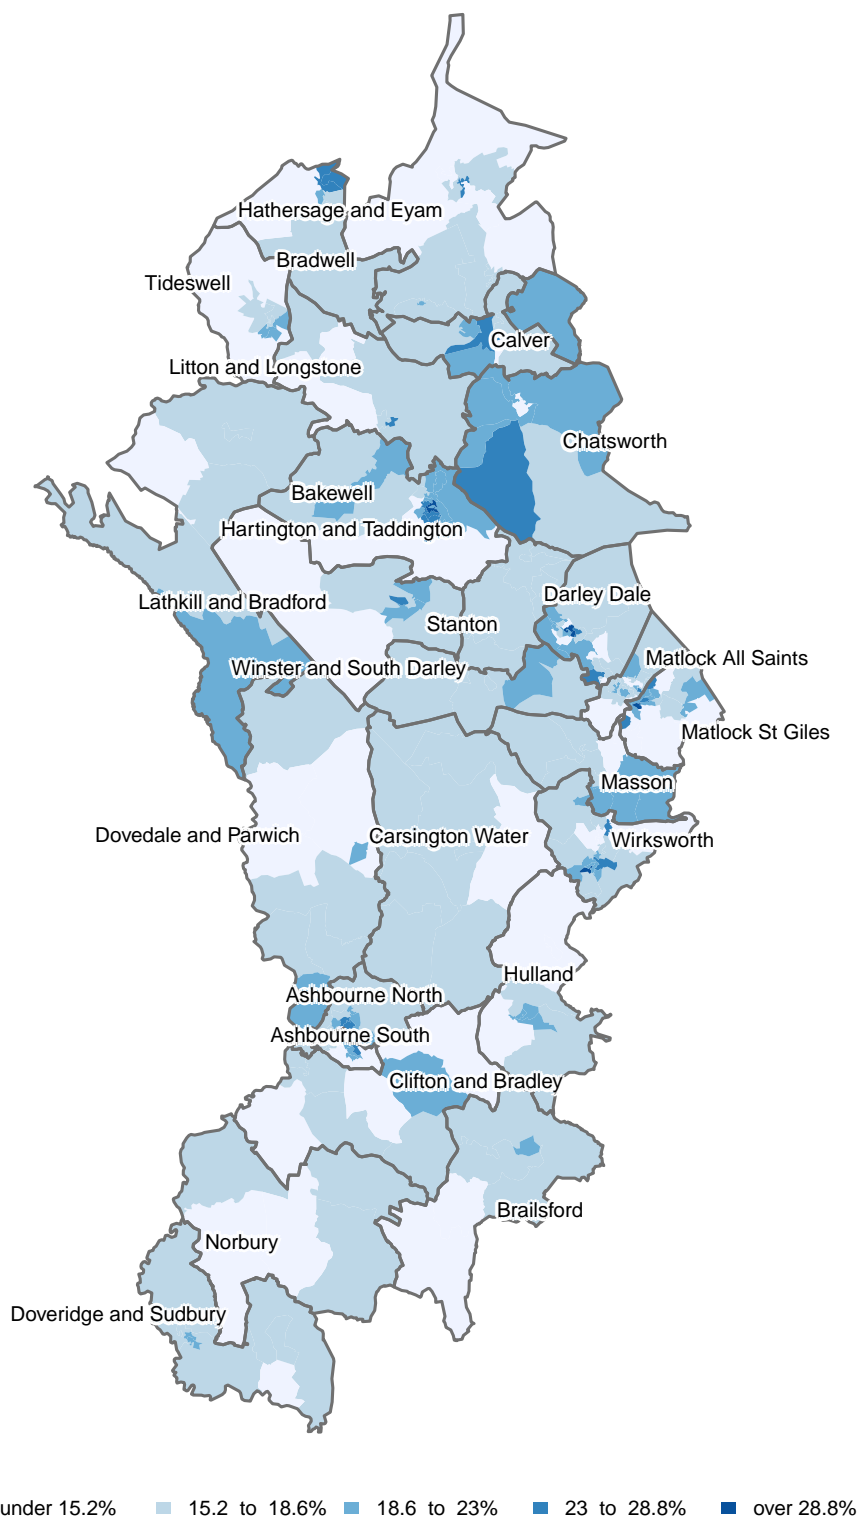 Hathersage and Eyam
Bradwell
Tideswell
Calver
Litton and Longstone
Chatsworth
Bakewell
Hartington and Taddington
Darley Dale
Lathkill and Bradford
Stanton
Matlock All Saints
Winster and South Darley
Matlock St Giles
Masson
Dovedale and Parwich
Carsington Water
Wirksworth
Hulland
Ashbourne North
Ashbourne South
Clifton and Bradley
Brailsford
Norbury
Doveridge and Sudbury
under 15.2% 15.2 to 18.6% 18.6 to 23% 23 to 28.8% over 28.8%